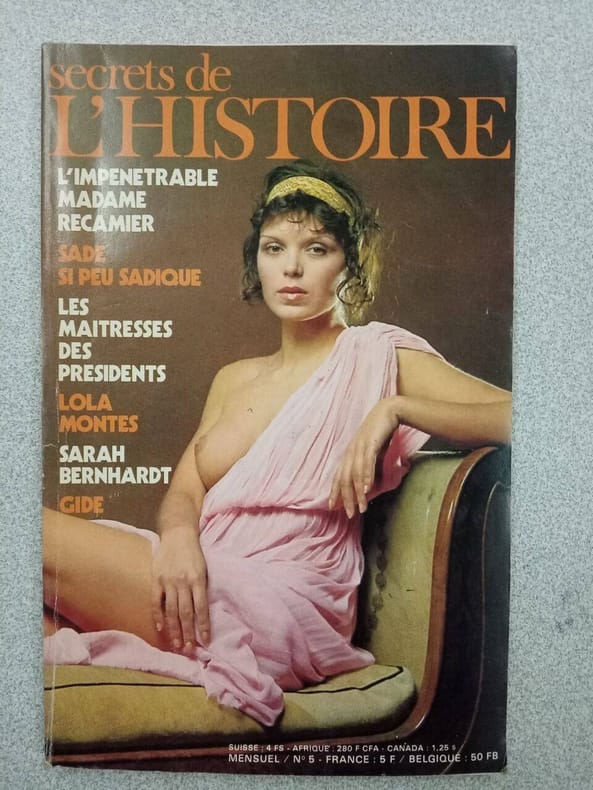 secrets de
L'HISTOIRE
L'IMPENETRABLE
MADAME
RECAMIER
SADE
SI PEU SADIQUE
LES
MAITRESSES
DES
PRESIDENTS
LOLA
MONTES
SARAH
BERNHARDT
GIDE
SUISSE : 4 FS - AFRIQUE : 280 F CFA - CANADA : 1,25 $
MENSUEL / N° 5 - FRANCE : 5 F / BELGIQUE : 50 FB